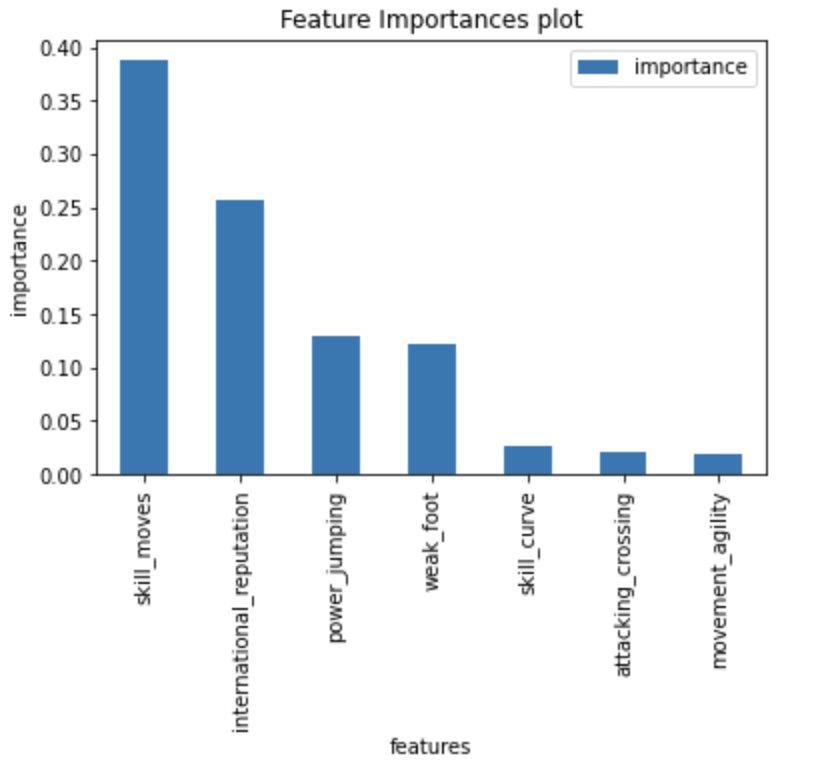 Feature Importances plot
importance
0.40
0.35
0.30
0.25
0.20
0.15
0.10
0.05
0.00
importance
skill_moves
international_reputation
power_jumping
weak_foot
skill_curve
attacking_crossing
movement_agility
features